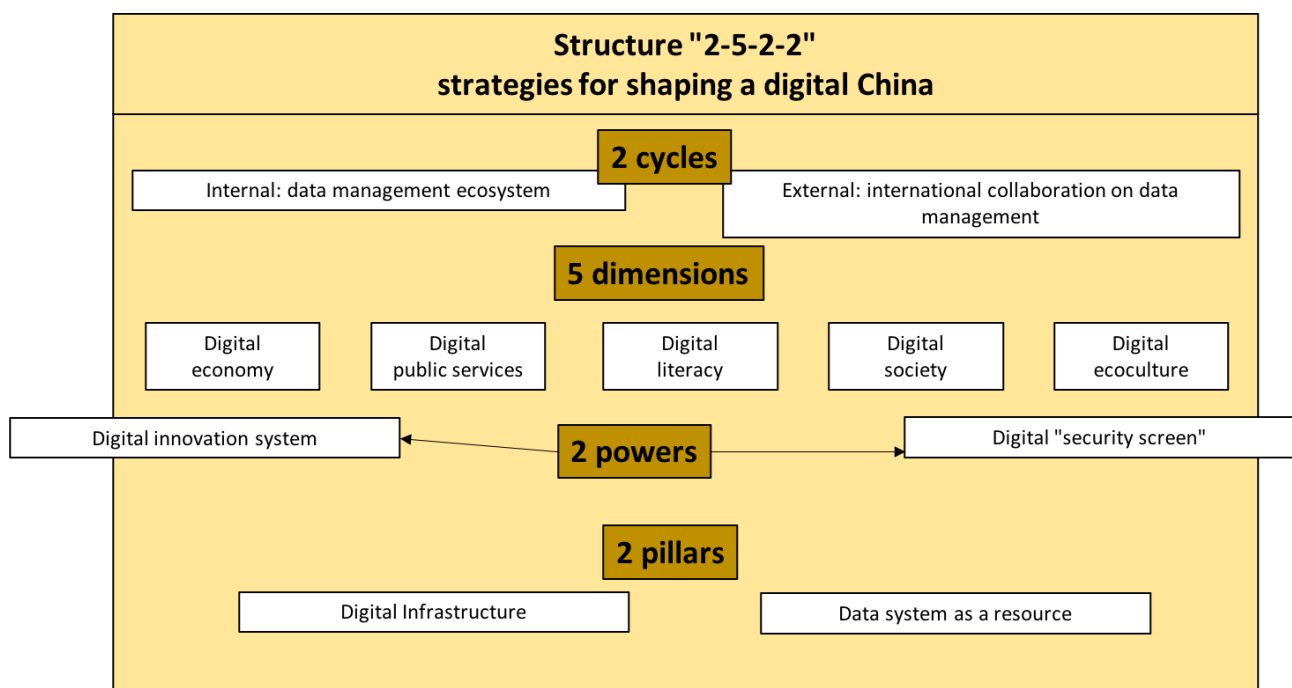 Structure "2-5-2-2"
strategies for shaping a digital China
2 cycles
Internal: data management ecosystem
External: international collaboration on data
management
5 dimensions
Digital
economy
Digital
public services
Digital
literacy
Digital
society
Digital
ecoculture
Digital innovation system
2 powers
Digital "security screen"
2 pillars
Digital Infrastructure
Data system as a resource